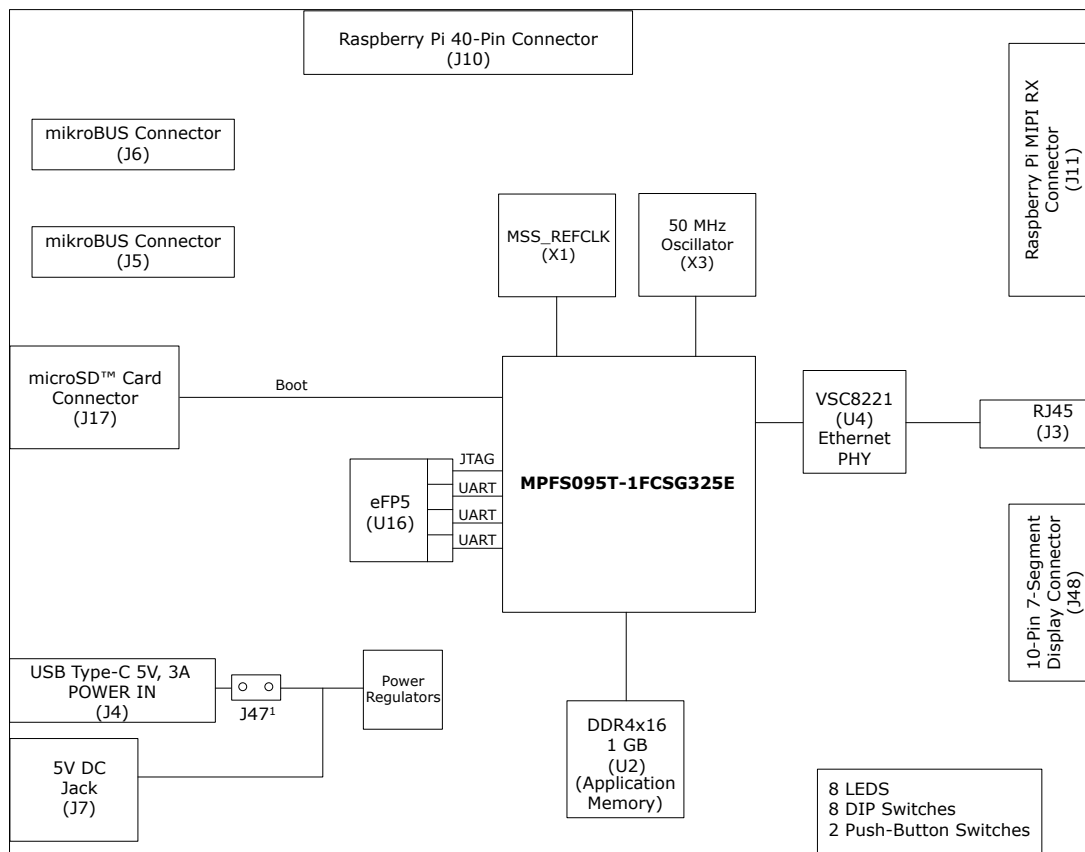 Raspberry Pi 40-Pin Connector
(J10)
Raspberry Pi MIPI RX
Connector
(J11)
mikroBUS Connector
(J6)
mikroBUS Connector
(J5)
MSS_REFCLK
(X1)
50 MHz
Oscillator
(X3)
microSD™ Card
Connector
(J17)
Boot
VSC8221
(U4)
Ethernet
PHY
RJ45
(J3)
MPFS095T-1FCSG325E
eFP5
(U16)
JTAG
UART
UART
UART
10-Pin 7-Segment
Display Connector
(J48)
USB Type-C 5V, 3A
POWER IN
(J4)
J47¹
Power
Regulators
5V DC
Jack
(J7)
DDR4x16
1 GB
(U2)
(Application
Memory)
8 LEDS
8 DIP Switches
2 Push-Button Switches